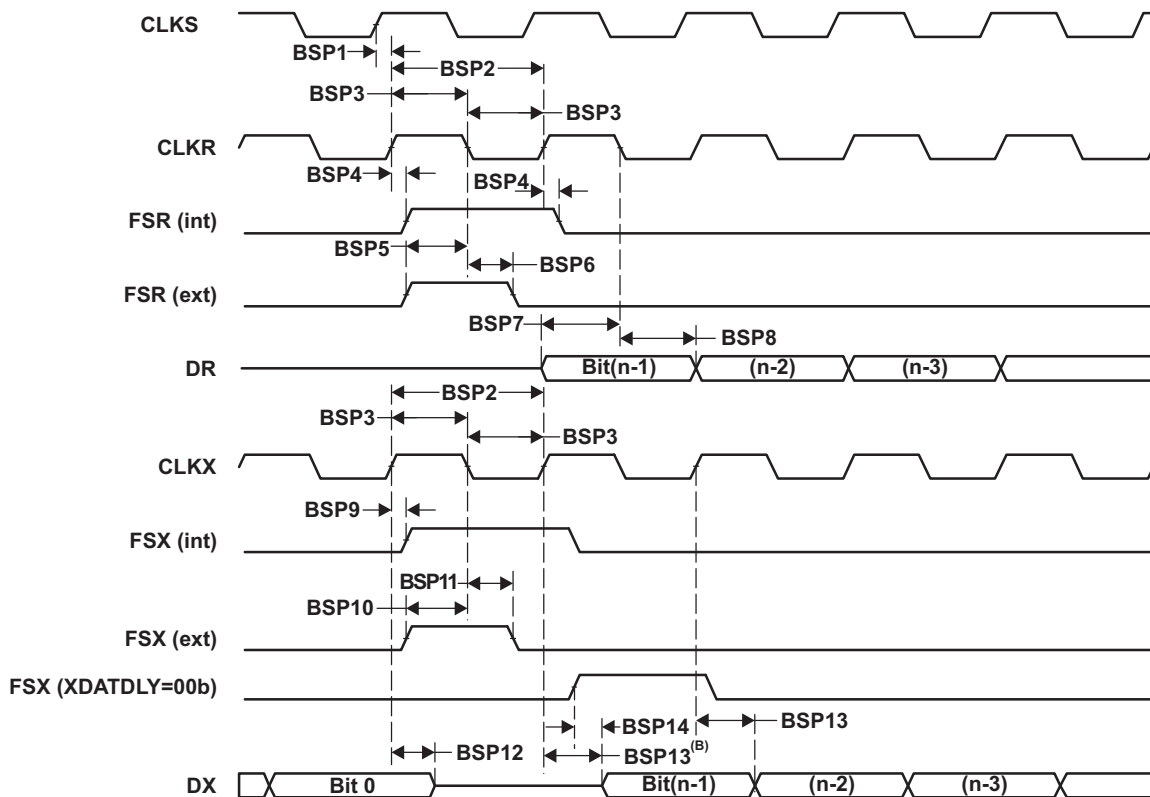 CLKS
BSP1
BSP2
BSP3
BSP3
CLKR
BSP4
BSP4
FSR (int)
BSP5
BSP6
FSR (ext)
BSP7
BSP8
DR
Bit(n-1)
(n-2)
(n-3)
BSP2
BSP3
BSP3
CLKX
BSP9
FSX (int)
BSP11
BSP10
FSX (ext)
FSX (XDATDLY=00b)
BSP14
BSP13
BSP12
BSP13(B)
DX
Bit 0
Bit(n-1)
(n-2)
(n-3)